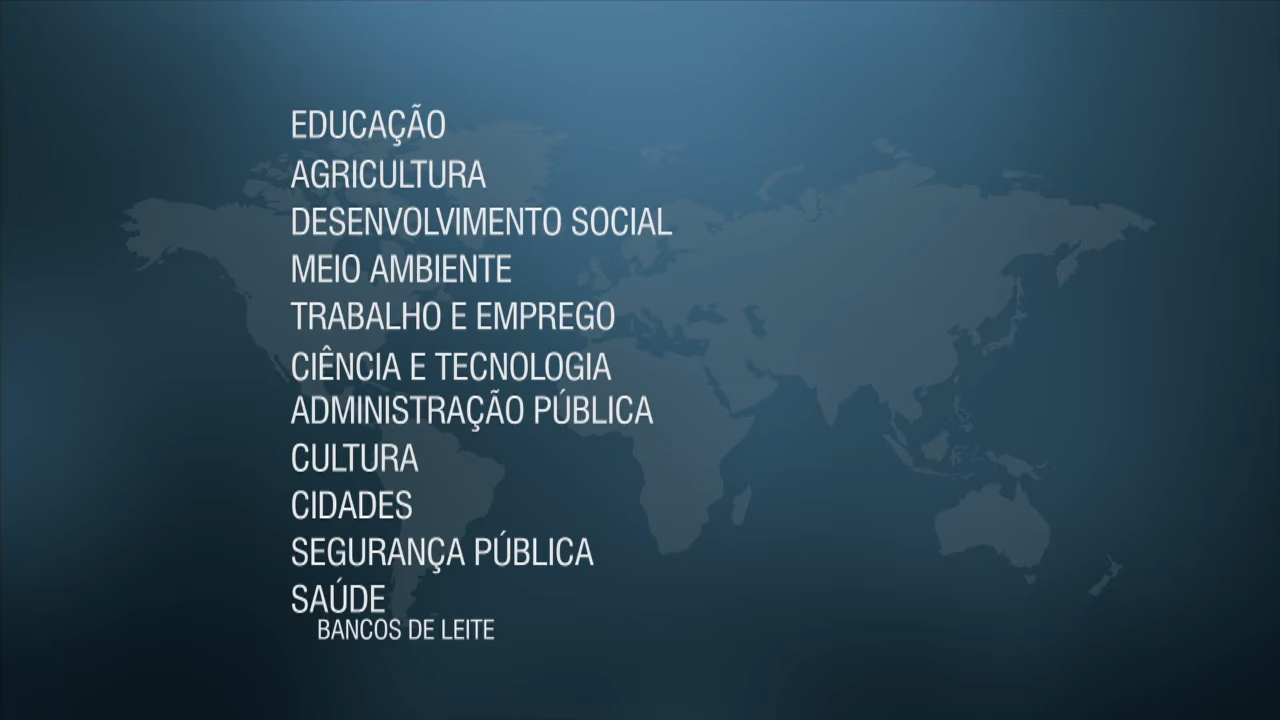 EDUCAÇÃO
AGRICULTURA
DESENVOLVIMENTO SOCIAL
MEIO AMBIENTE
TRABALHO E EMPREGO
CIÊNCIA E TECNOLOGIA
ADMINISTRAÇÃO PÚBLICA
CULTURA
CIDADES
SEGURANÇA PÚBLICA
SAÚDE
BANCOS DE LEITE